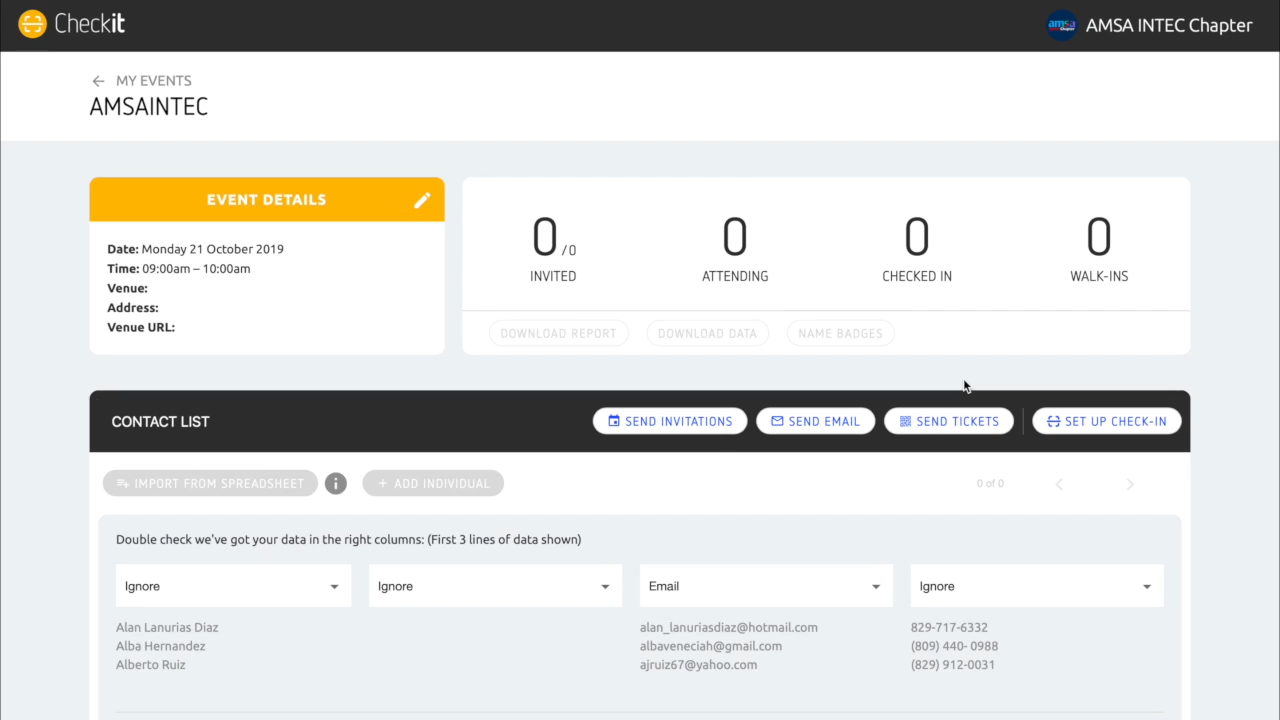 Checkit
amsa
AMSA INTEC Chapter
MY EVENTS
AMSAINTEC
EVENT DETAILS
Date: Monday 21 October 2019
Time: 09:00am – 10:00am
Venue:
Address:
Venue URL:
0 /0
INVITED
0
ATTENDING
0
CHECKED IN
0
WALK-INS
DOWNLOAD REPORT
DOWNLOAD DATA
NAME BADGES
CONTACT LIST
SEND INVITATIONS
SEND EMAIL
SEND TICKETS
SET UP CHECK-IN
IMPORT FROM SPREADSHEET
i
+ ADD INDIVIDUAL
0 of 0
Double check we've got your data in the right columns: (First 3 lines of data shown)
Ignore
Ignore
Email
Ignore
Alan Lanurias Diaz alan_lanuriasdiaz@hotmail.com 829-717-6332
Alba Hernandez albaveneciah@gmail.com (809) 440- 0988
Alberto Ruiz ajruiz67@yahoo.com (829) 912-0031